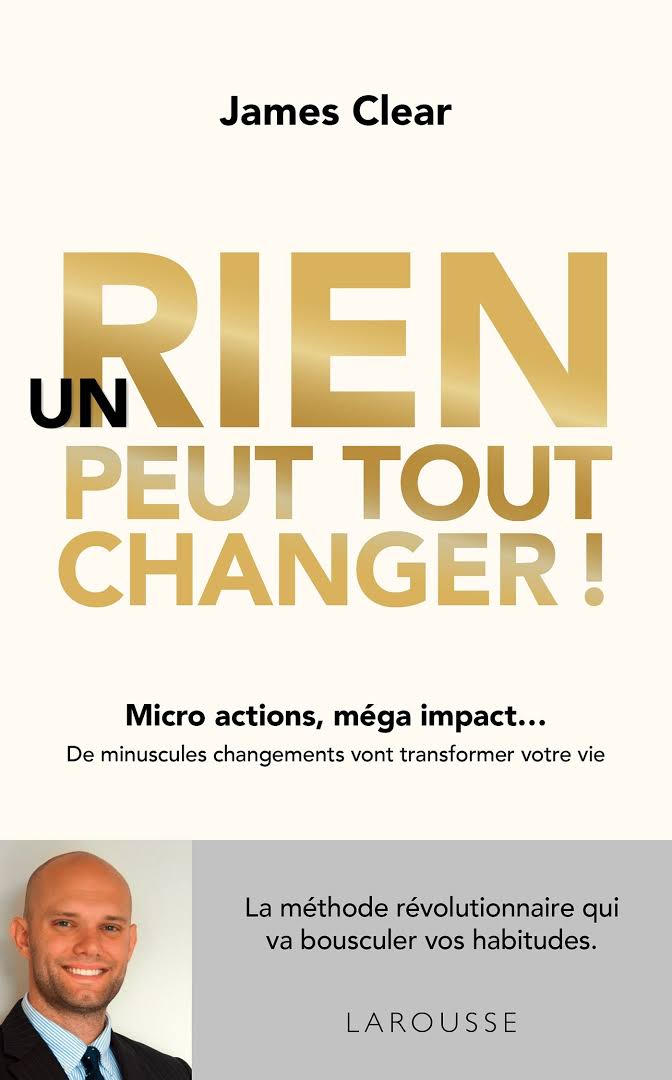 James Clear
RIEN
UN
PEUT TOUT
CHANGER !
Micro actions, méga impact...
De minuscules changements vont transformer votre vie
La méthode révolutionnaire qui
va bousculer vos habitudes.
LAROUSSE